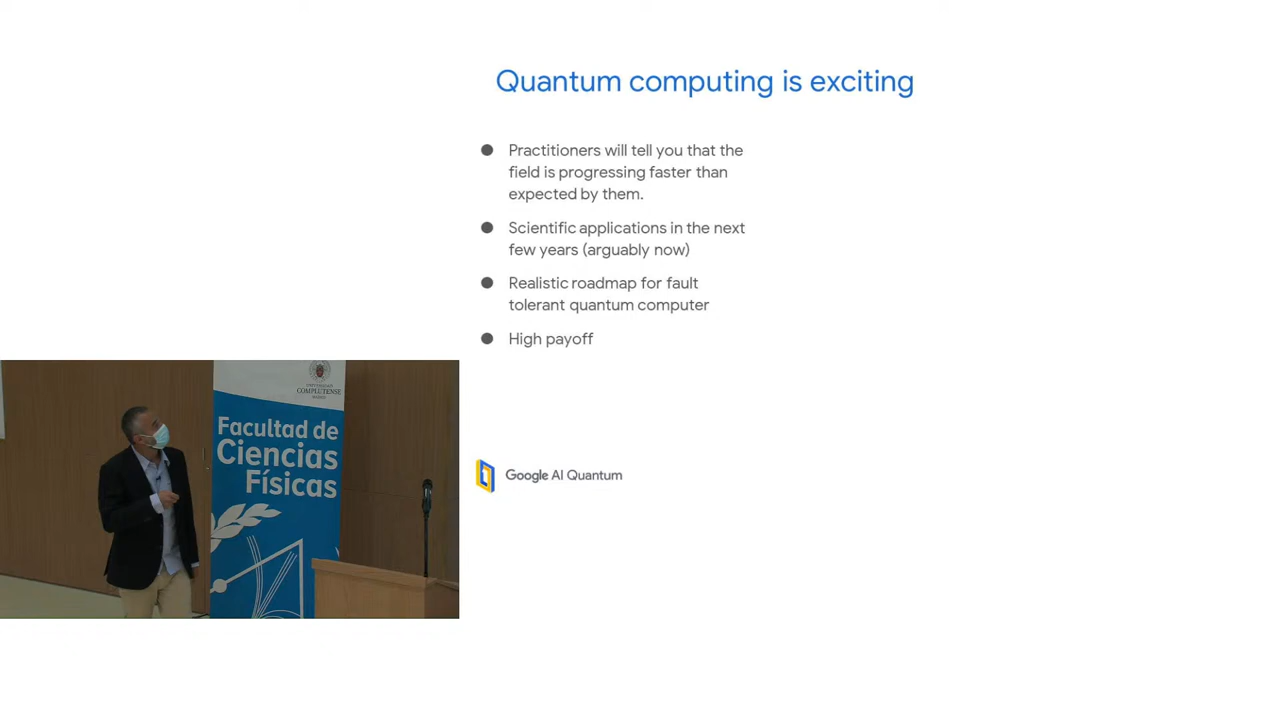 Quantum computing is exciting
● Practitioners will tell you that the
field is progressing faster than
expected by them.
● Scientific applications in the next
few years (arguably now)
● Realistic roadmap for fault
tolerant quantum computer
● High payoff
Google AI Quantum
UNIVERSIDAD
COMPLUTENSE
MADRID
Facultad de
Ciencias
Físicas